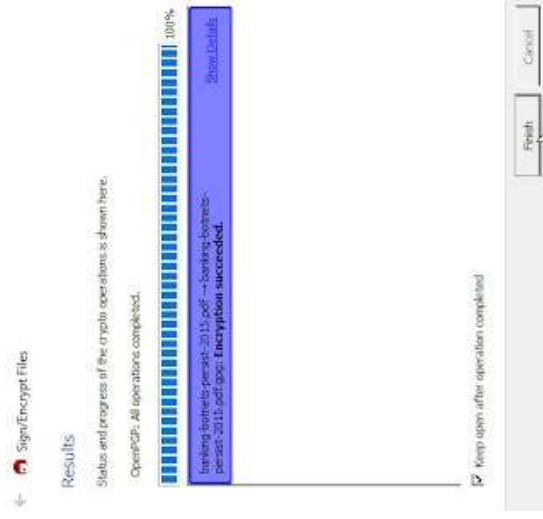 Sign/Encrypt Files
Results
Status and progress of the crypto operations is shown here.
OpenPGP: All operations completed.
100%
banking-botnets-persist-2015.pdf → banking-botnets-
persist-2015.pdf.gpg: Encryption succeeded.
Show Details
Keep open after operation completed
Finish
Cancel